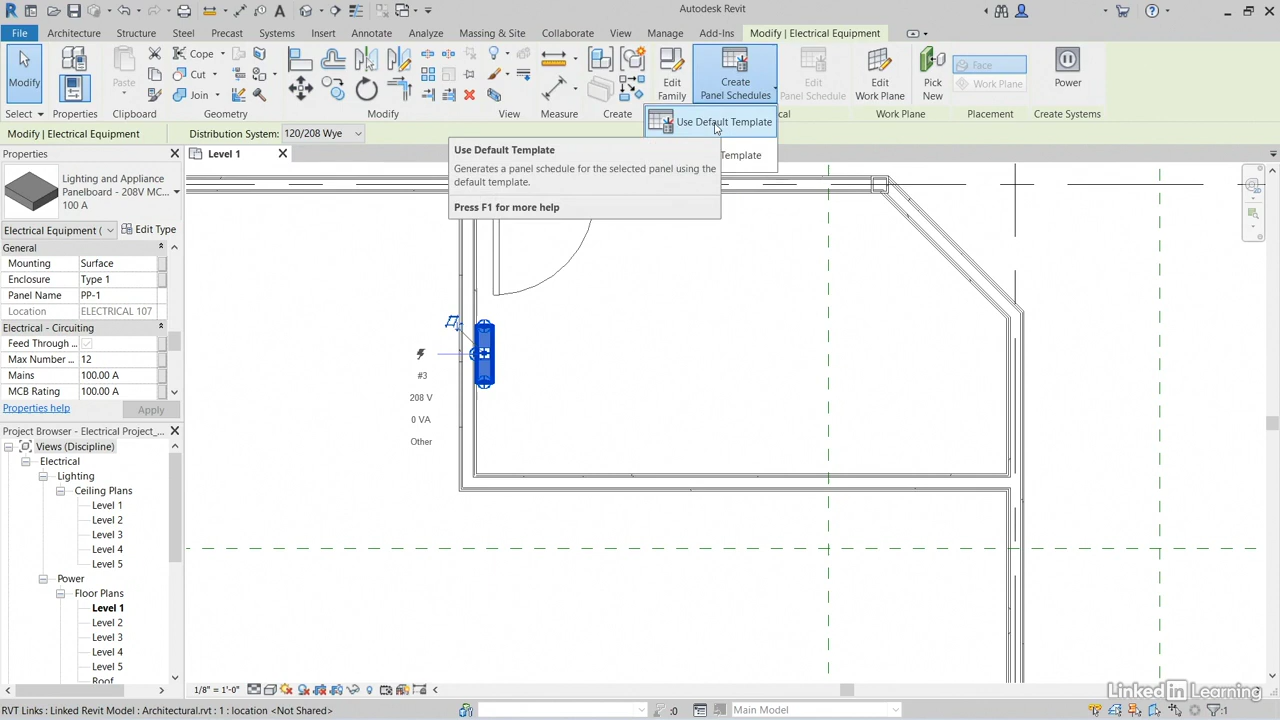 Autodesk Revit
File
Architecture
Structure
Steel
Precast
Systems
Insert
Annotate
Analyze
Massing & Site
Collaborate
View
Manage
Add-Ins
Modify | Electrical Equipment
Modify
Paste
Cope
Cut
Join
Edit
Family
Create
Panel Schedules
Edit
Panel Schedule
Edit
Work Plane
Pick
New
Face
Work Plane
Power
Select
Properties
Geometry
Modify
View
Measure
Create
cal
Work Plane
Placement
Create Systems
Use Default Template
Template
Modify | Electrical Equipment
Distribution System:
120/208 Wye
Use Default Template
Generates a panel schedule for the selected panel using the
default template.
Press F1 for more help
Properties
Level 1
Lighting and Appliance
Panelboard - 208V MC...
100 A
Electrical Equipment (
Edit Type
General
Mounting
Surface
Enclosure
Type 1
Panel Name
PP-1
Location
ELECTRICAL 107
Electrical - Circuiting
Feed Through ...
Max Number ...
12
Mains
100.00 A
MCB Rating
100.00 A
Properties help
Apply
#3
208 V
0 VA
Other
Project Browser - Electrical Project_...
Views (Discipline)
Electrical
Lighting
Ceiling Plans
Level 1
Level 2
Level 3
Level 4
Level 5
Power
Floor Plans
Level 1
Level 2
Level 3
Level 4
Level 5
Roof
1/8" = 1'-0"
RVT Links : Linked Revit Model : Architectural.rvt : 1 : location <Not Shared>
:0
Main Model
:1
Linked in Learning